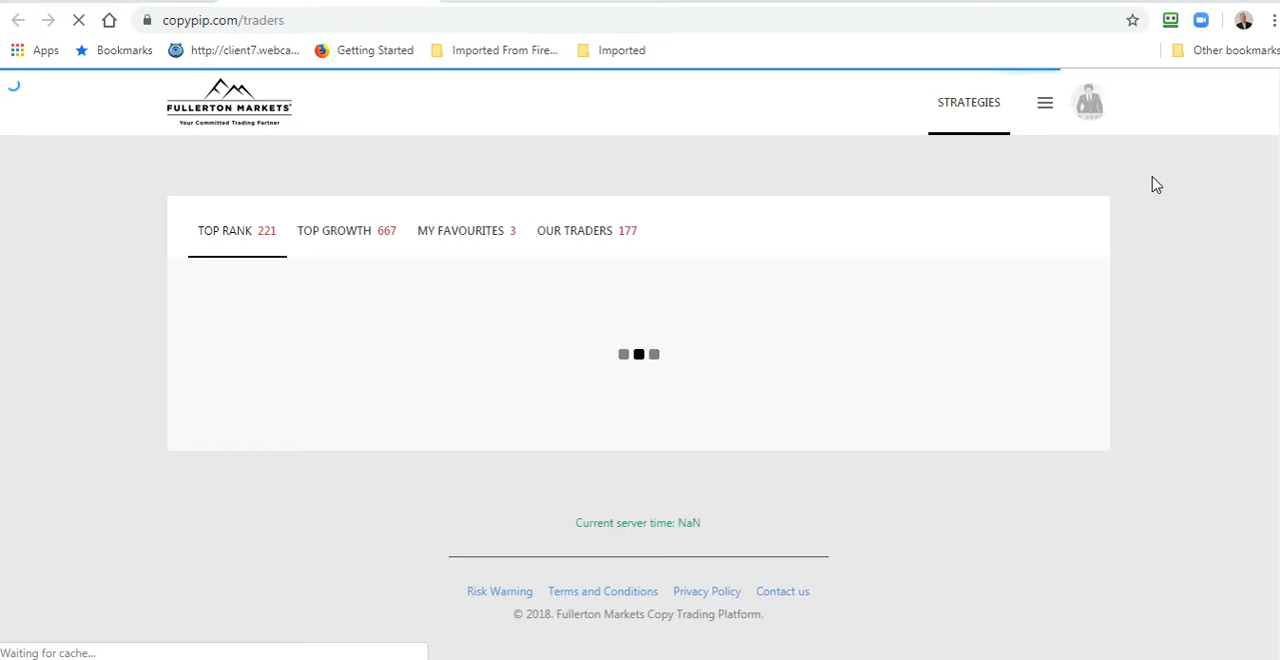 copypip.com/traders
Apps Bookmarks http://client7.webca... Getting Started Imported From Fire... Imported Other bookmarks
FULLERTON MARKETS
Your Committed Trading Partner
STRATEGIES
TOP RANK 221 TOP GROWTH 667 MY FAVOURITES 3 OUR TRADERS 177
Current server time: NaN
Risk Warning Terms and Conditions Privacy Policy Contact us
© 2018. Fullerton Markets Copy Trading Platform.
Waiting for cache...